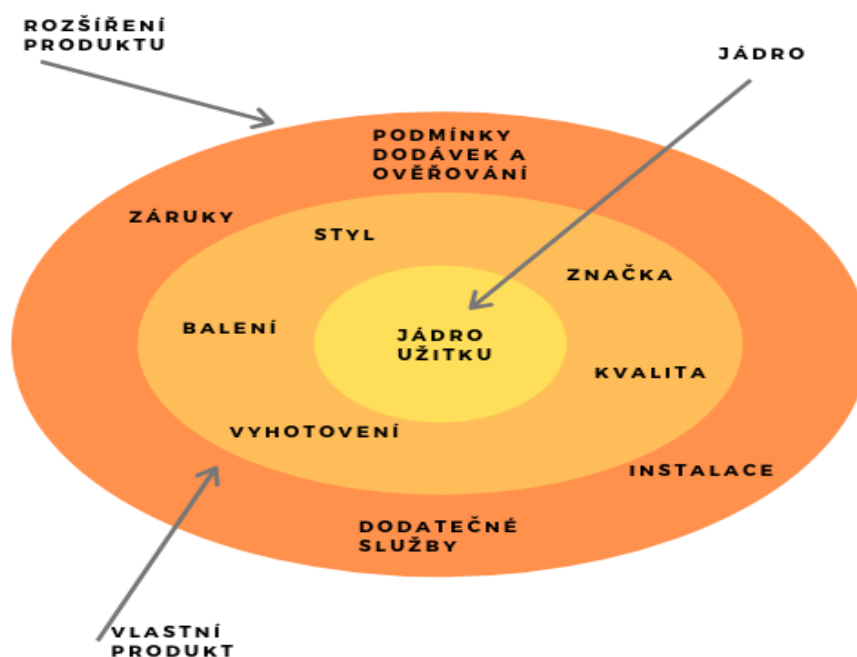 ROZŠÍŘENÍ
PRODUKTU
JÁDRO
PODMÍNKY
DODÁVEK A
OVĚŘOVÁNÍ
ZÁRUKY
STYL
ZNAČKA
BALENÍ
JÁDRO
UŽITKU
KVALITA
VYHOTOVENÍ
INSTALACE
DODATEČNÉ
SLUŽBY
VLASTNÍ
PRODUKT